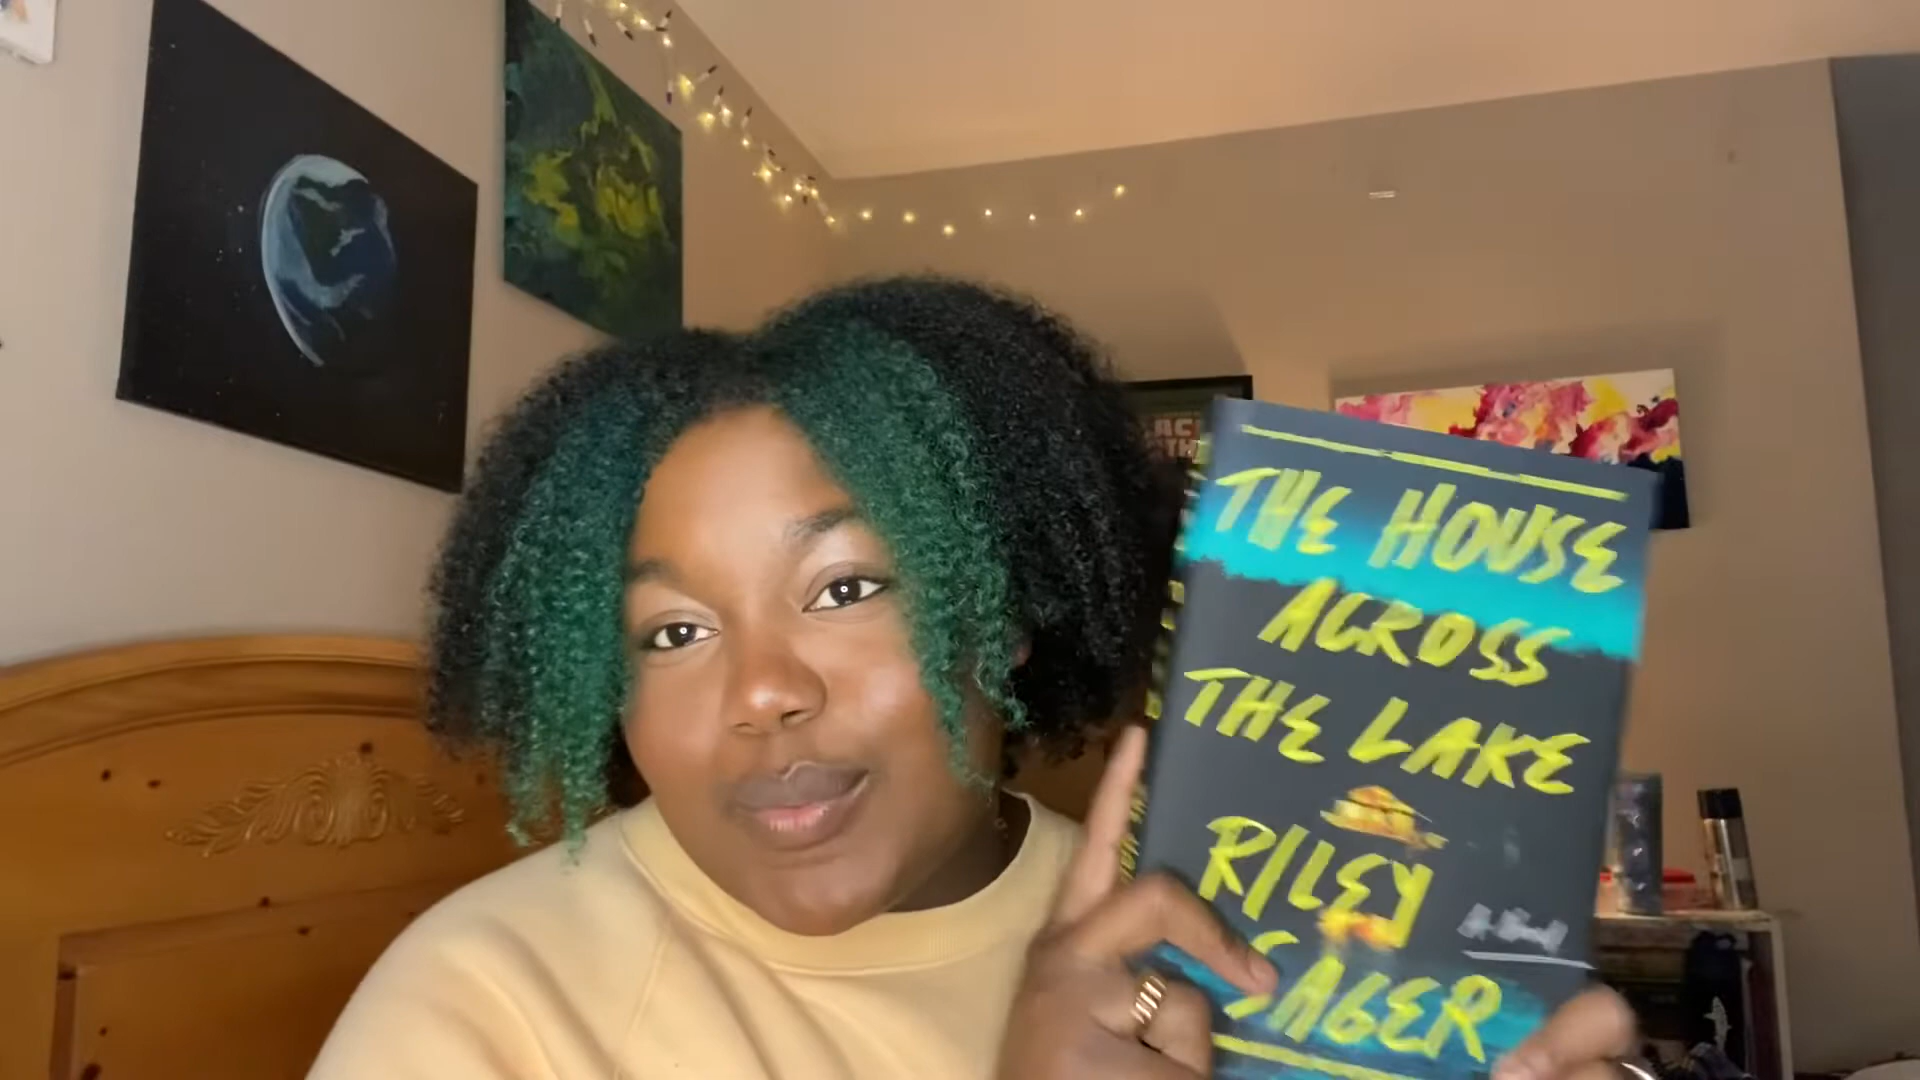 THE HOUSE
ACROSS
THE LAKE
RILEY
SAGER